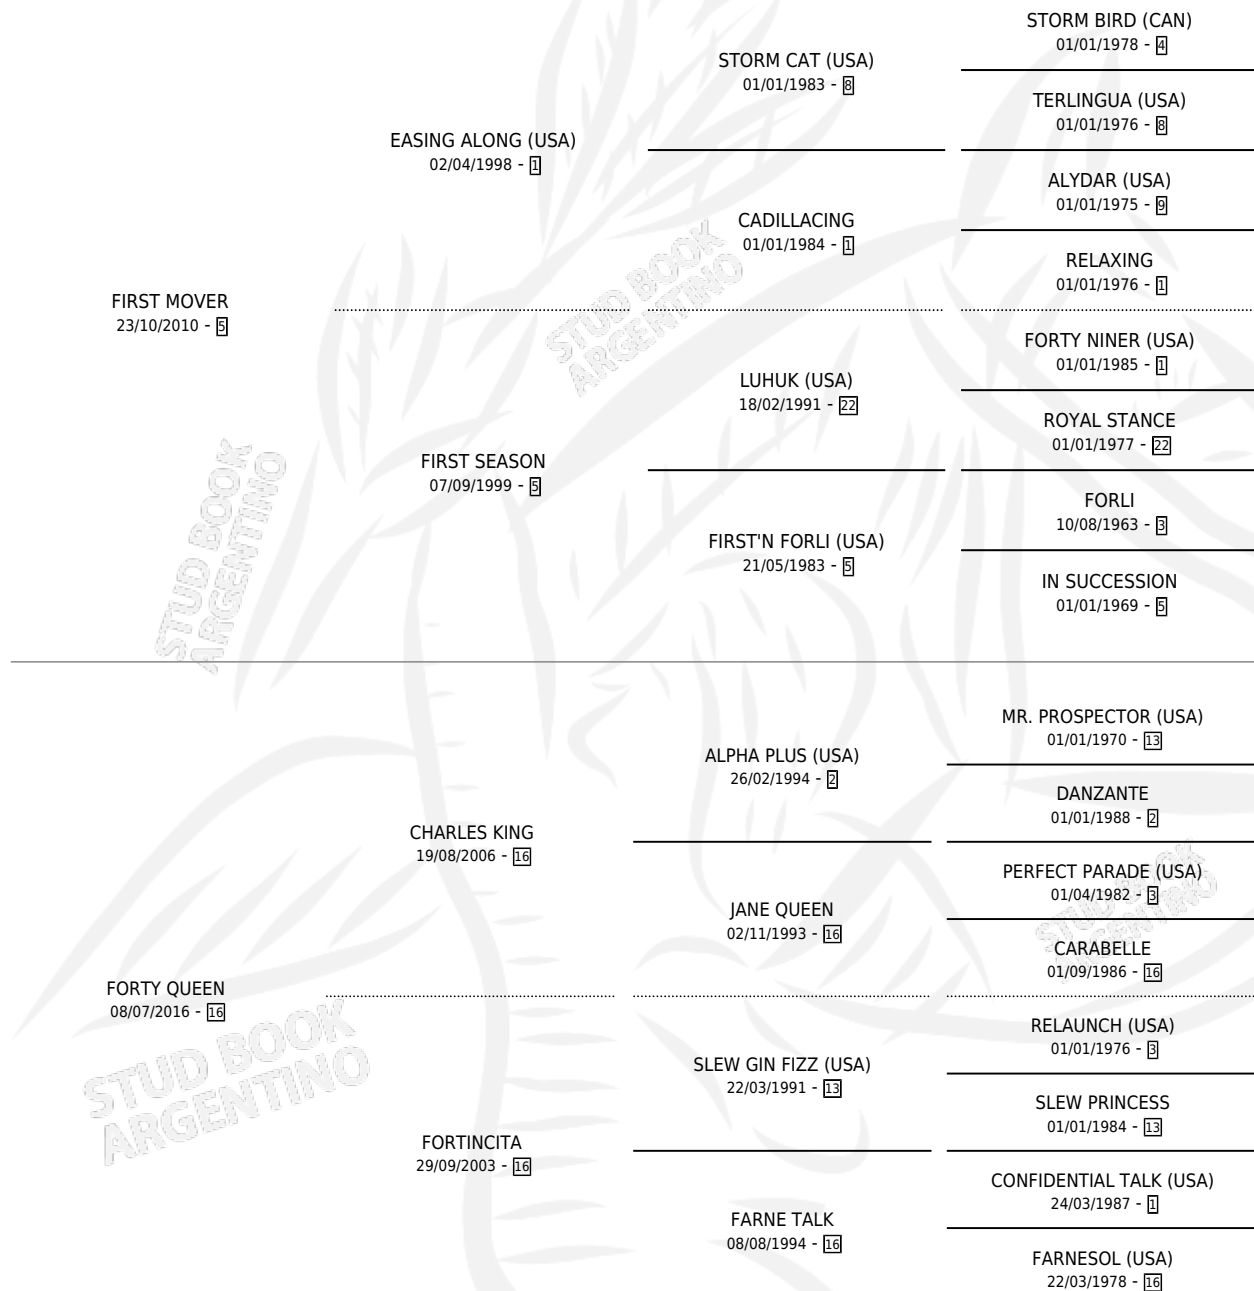 STORM BIRD (CAN)
01/01/1978 - 4
STORM CAT (USA)
01/01/1983 - 8
TERLINGUA (USA)
01/01/1976 - 8
EASING ALONG (USA)
02/04/1998 - 1
ALYDAR (USA)
01/01/1975 - 9
CADILLACING
01/01/1984 - 1
RELAXING
01/01/1976 - 1
FIRST MOVER
23/10/2010 - 5
STUD BOOK
ARGENTINO
FORTY NINER (USA)
01/01/1985 - 1
LUHUK (USA)
18/02/1991 - 22
ROYAL STANCE
01/01/1977 - 22
FIRST SEASON
07/09/1999 - 5
FORLI
10/08/1963 - 3
FIRST'N FORLI (USA)
21/05/1983 - 5
IN SUCCESSION
01/01/1969 - 5
STUD BOOK
ARGENTINO
MR. PROSPECTOR (USA)
01/01/1970 - 13
ALPHA PLUS (USA)
26/02/1994 - 2
DANZANTE
01/01/1988 - 2
CHARLES KING
19/08/2006 - 16
PERFECT PARADE (USA)
01/04/1982 - 3
JANE QUEEN
02/11/1993 - 16
CARABELLE
01/09/1986 - 16
STUD BOOK
ARGENTINO
FORTY QUEEN
08/07/2016 - 16
STUD BOOK
ARGENTINO
RELAUNCH (USA)
01/01/1976 - 3
SLEW GIN FIZZ (USA)
22/03/1991 - 13
SLEW PRINCESS
01/01/1984 - 13
FORTINCITA
29/09/2003 - 16
CONFIDENTIAL TALK (USA)
24/03/1987 - 1
FARNE TALK
08/08/1994 - 16
FARNESOL (USA)
22/03/1978 - 16